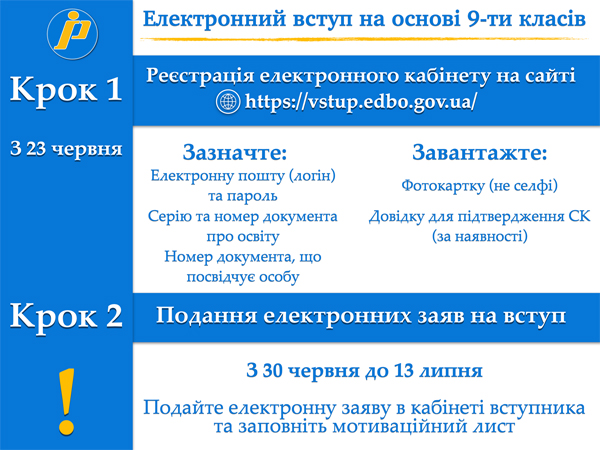 Електронний вступ на основі 9-ти класів
Крок 1
Реєстрація електронного кабінету на сайті
https://vstup.edbo.gov.ua/
З 23 червня
Зазначте:
Електронну пошту (логін)
та пароль
Серію та номер документа
про освіту
Номер документа, що
посвідчує особу
Завантажте:
Фотокартку (не селфі)
Довідку для підтвердження СК
(за наявності)
Крок 2
Подання електронних заяв на вступ
!
З 30 червня до 13 липня
Подайте електронну заяву в кабінеті вступника
та заповніть мотиваційний лист